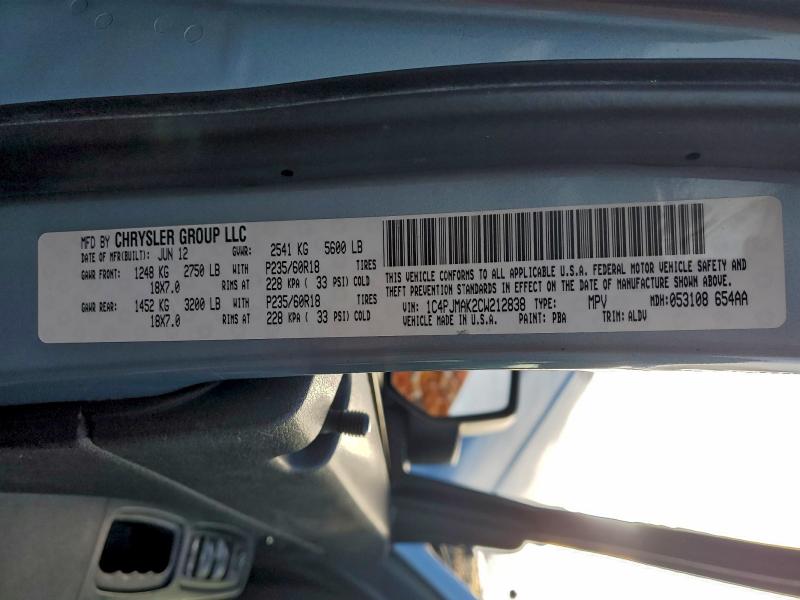 MFD BY CHRYSLER GROUP LLC
DATE OF MFR(BUILT): JUN 12 GVWR: 2541 KG 5600 LB
GAWR FRONT: 1248 KG 2750 LB WITH P235/60R18 TIRES
18X7.0 RIMS AT 228 KPA ( 33 PSI) COLD
GAWR REAR: 1452 KG 3200 LB WITH P235/60R18 TIRES
18X7.0 RIMS AT 228 KPA ( 33 PSI) COLD
THIS VEHICLE CONFORMS TO ALL APPLICABLE U.S.A. FEDERAL MOTOR VEHICLE SAFETY AND
THEFT PREVENTION STANDARDS IN EFFECT ON THE DATE OF MANUFACTURE SHOWN ABOVE.
VIN: 1C4PJMAK2CW212838 TYPE: MPV MDH: 053108 654AA
VEHICLE MADE IN U.S.A. PAINT: PBA TRIM: ALDV